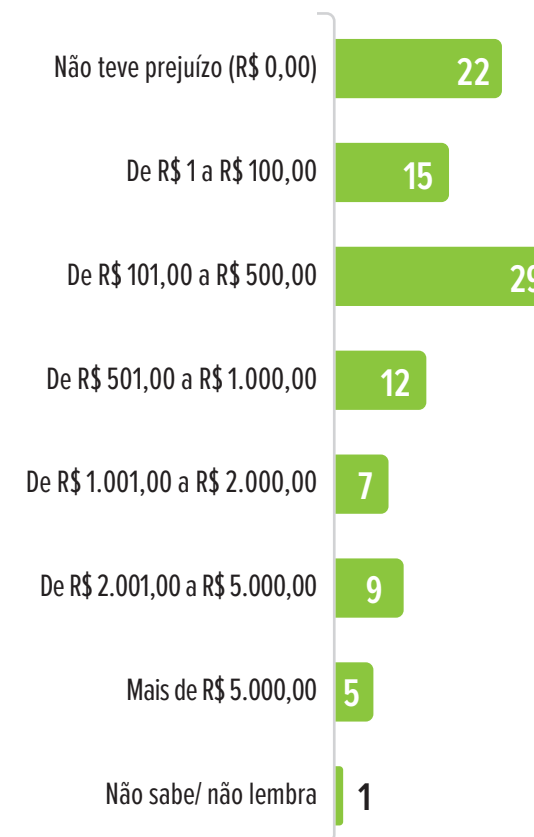 Não teve prejuízo (R$ 0,00) 22
De R$ 1 a R$ 100,00 15
De R$ 101,00 a R$ 500,00 29
De R$ 501,00 a R$ 1.000,00 12
De R$ 1.001,00 a R$ 2.000,00 7
De R$ 2.001,00 a R$ 5.000,00 9
Mais de R$ 5.000,00 5
Não sabe/ não lembra 1